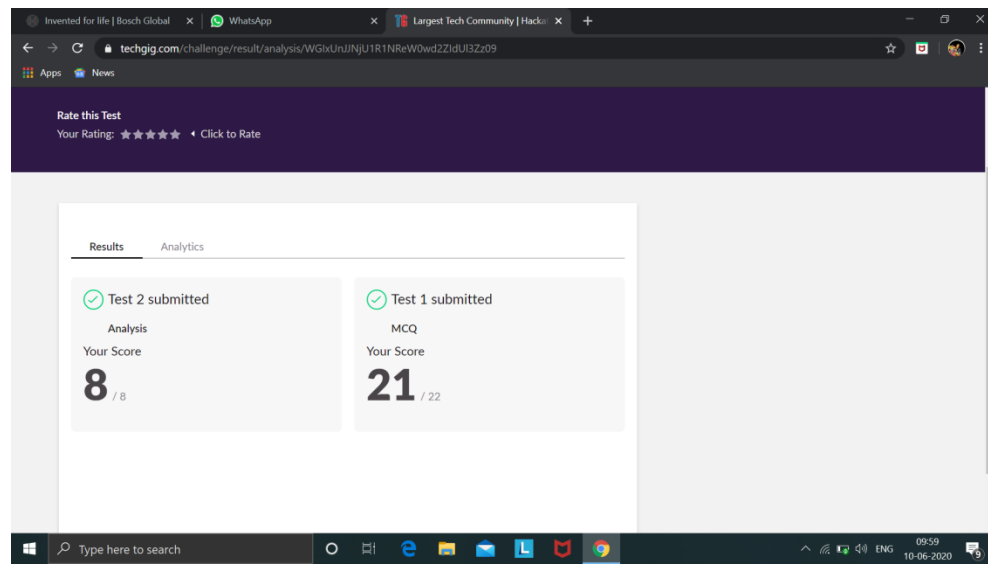 Invented for life | Bosch Global
WhatsApp
Largest Tech Community | Hacka
techgig.com/challenge/result/analysis/WGlxUnJJNjU1R1NReW0wd2ZIdUl3Zz09
Apps
News
Rate this Test
Your Rating:
Click to Rate
Results
Analytics
Test 2 submitted
Analysis
Your Score
8 / 8
Test 1 submitted
MCQ
Your Score
21 / 22
Type here to search
L
ENG
09:59
10-06-2020
9